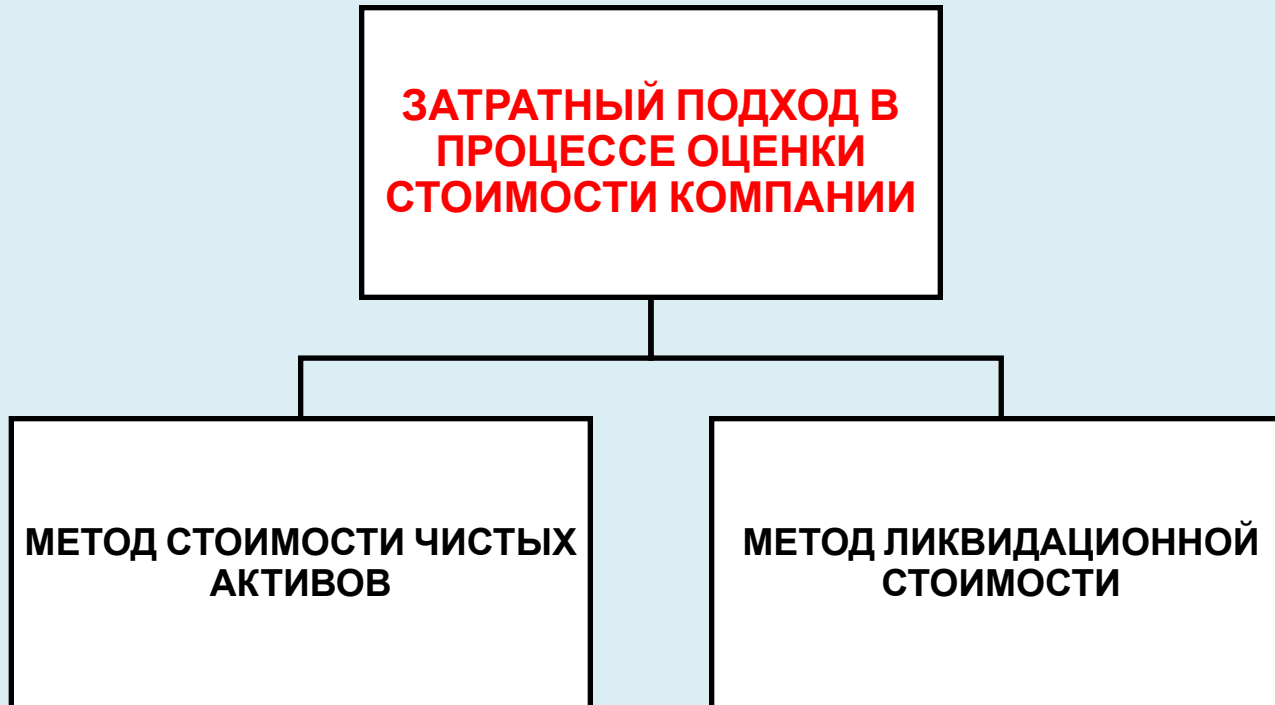 ЗАТРАТНЫЙ ПОДХОД В
ПРОЦЕССЕ ОЦЕНКИ
СТОИМОСТИ КОМПАНИИ
МЕТОД СТОИМОСТИ ЧИСТЫХ
АКТИВОВ
МЕТОД ЛИКВИДАЦИОННОЙ
СТОИМОСТИ